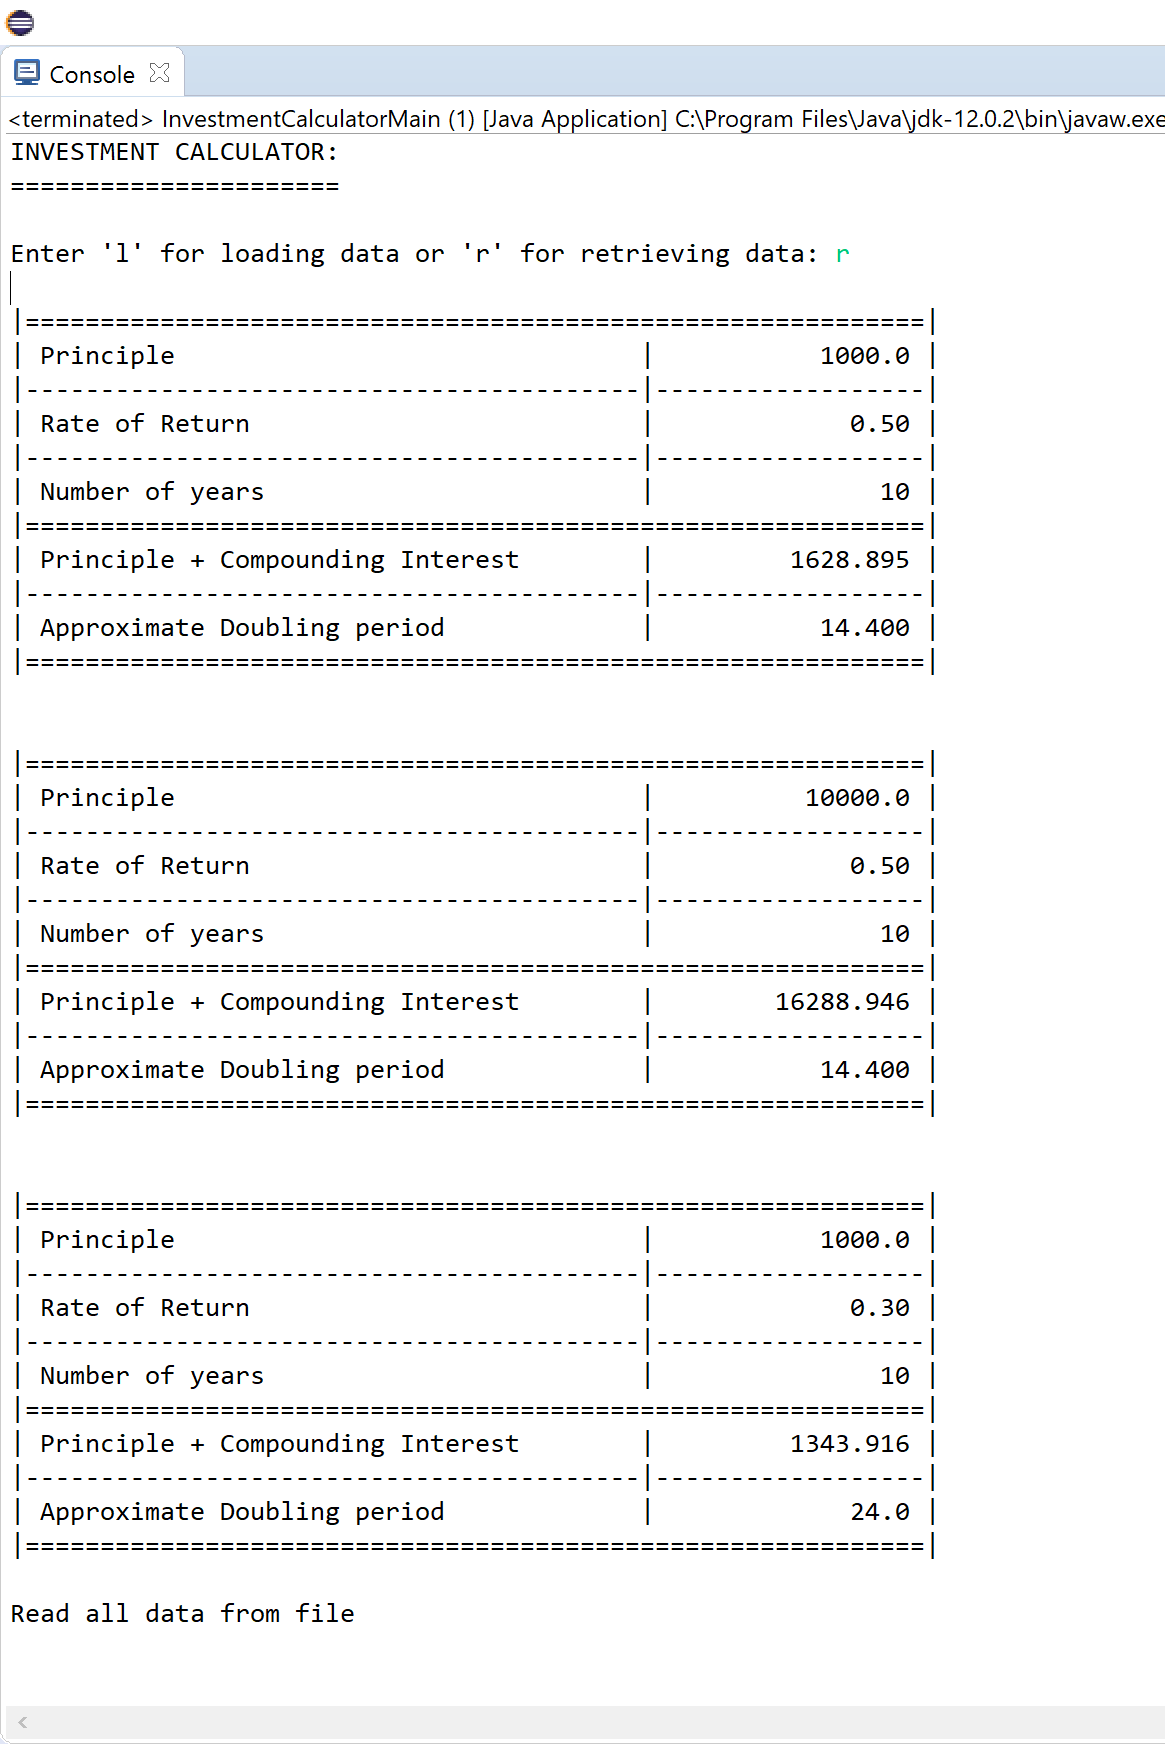 Console
<terminated> InvestmentCalculatorMain (1) [Java Application] C:\Program Files\Java\jdk-12.0.2\bin\javaw.exe
INVESTMENT CALCULATOR:
======================
Enter 'l' for loading data or 'r' for retrieving data: r
|============================================================|
| Principle                               |           1000.0 |
|-----------------------------------------|------------------|
| Rate of Return                          |             0.50 |
|-----------------------------------------|------------------|
| Number of years                         |               10 |
|============================================================|
| Principle + Compounding Interest        |         1628.895 |
|-----------------------------------------|------------------|
| Approximate Doubling period             |           14.400 |
|============================================================|
|============================================================|
| Principle                               |          10000.0 |
|-----------------------------------------|------------------|
| Rate of Return                          |             0.50 |
|-----------------------------------------|------------------|
| Number of years                         |               10 |
|============================================================|
| Principle + Compounding Interest        |        16288.946 |
|-----------------------------------------|------------------|
| Approximate Doubling period             |           14.400 |
|============================================================|
|============================================================|
| Principle                               |           1000.0 |
|-----------------------------------------|------------------|
| Rate of Return                          |             0.30 |
|-----------------------------------------|------------------|
| Number of years                         |               10 |
|============================================================|
| Principle + Compounding Interest        |         1343.916 |
|-----------------------------------------|------------------|
| Approximate Doubling period             |             24.0 |
|============================================================|
Read all data from file